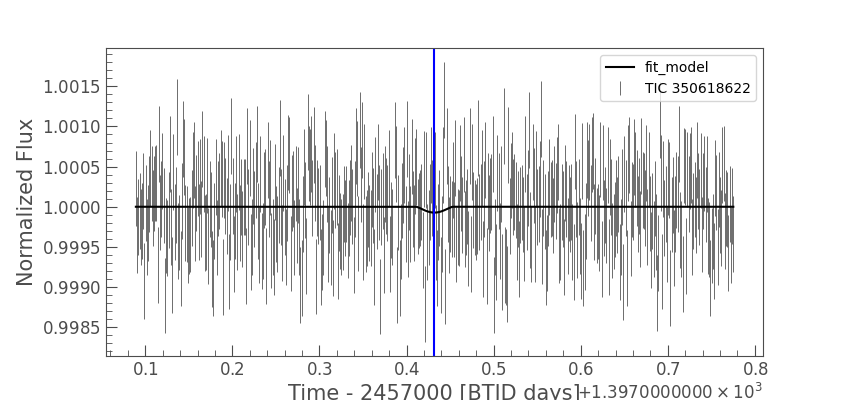 fit_model
TIC 350618622
1.0015
1.0010
1.0005
1.0000
0.9995
0.9990
0.9985
Normalized Flux
0.1 0.2 0.3 0.4 0.5 0.6 0.7 0.8
Time - 2457000 [BTJD days]
+1.3970000000 × 10³